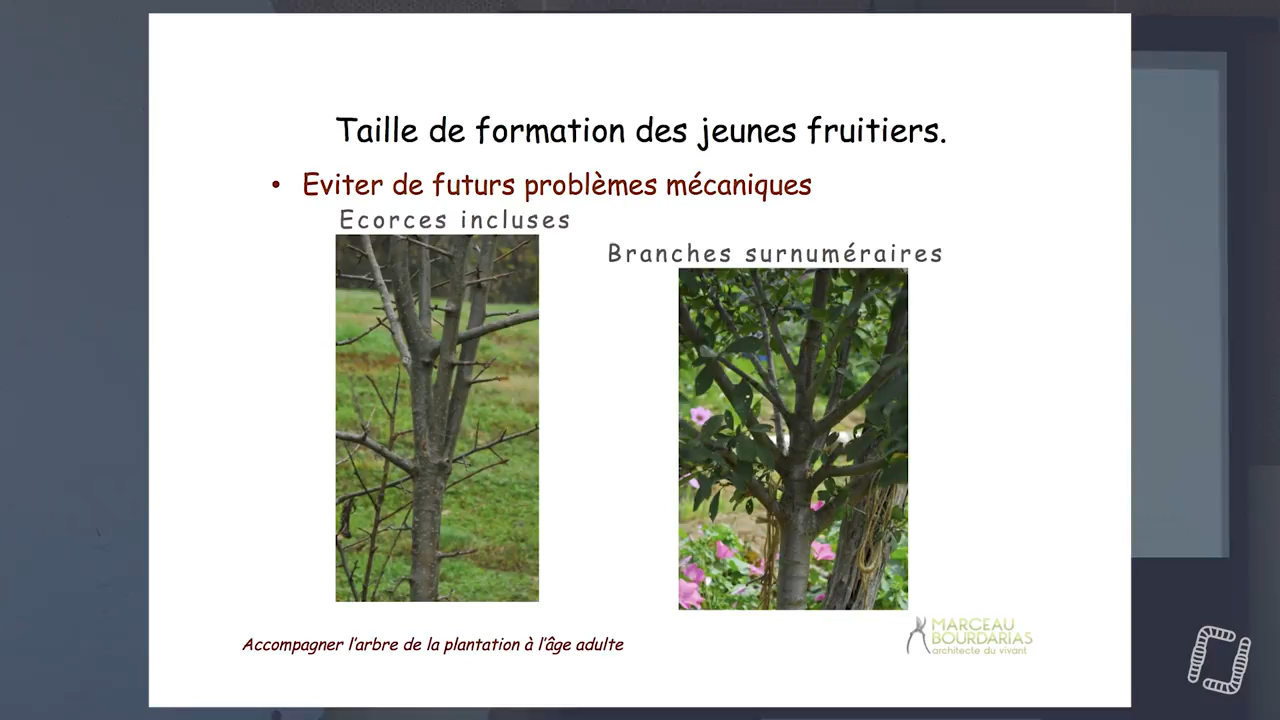 Taille de formation des jeunes fruitiers.
• Eviter de futurs problèmes mécaniques
Ecorces incluses
Branches surnuméraires
Accompagner l'arbre de la plantation à l'âge adulte
MARCEAU
BOURDARIAS
architecte du vivant